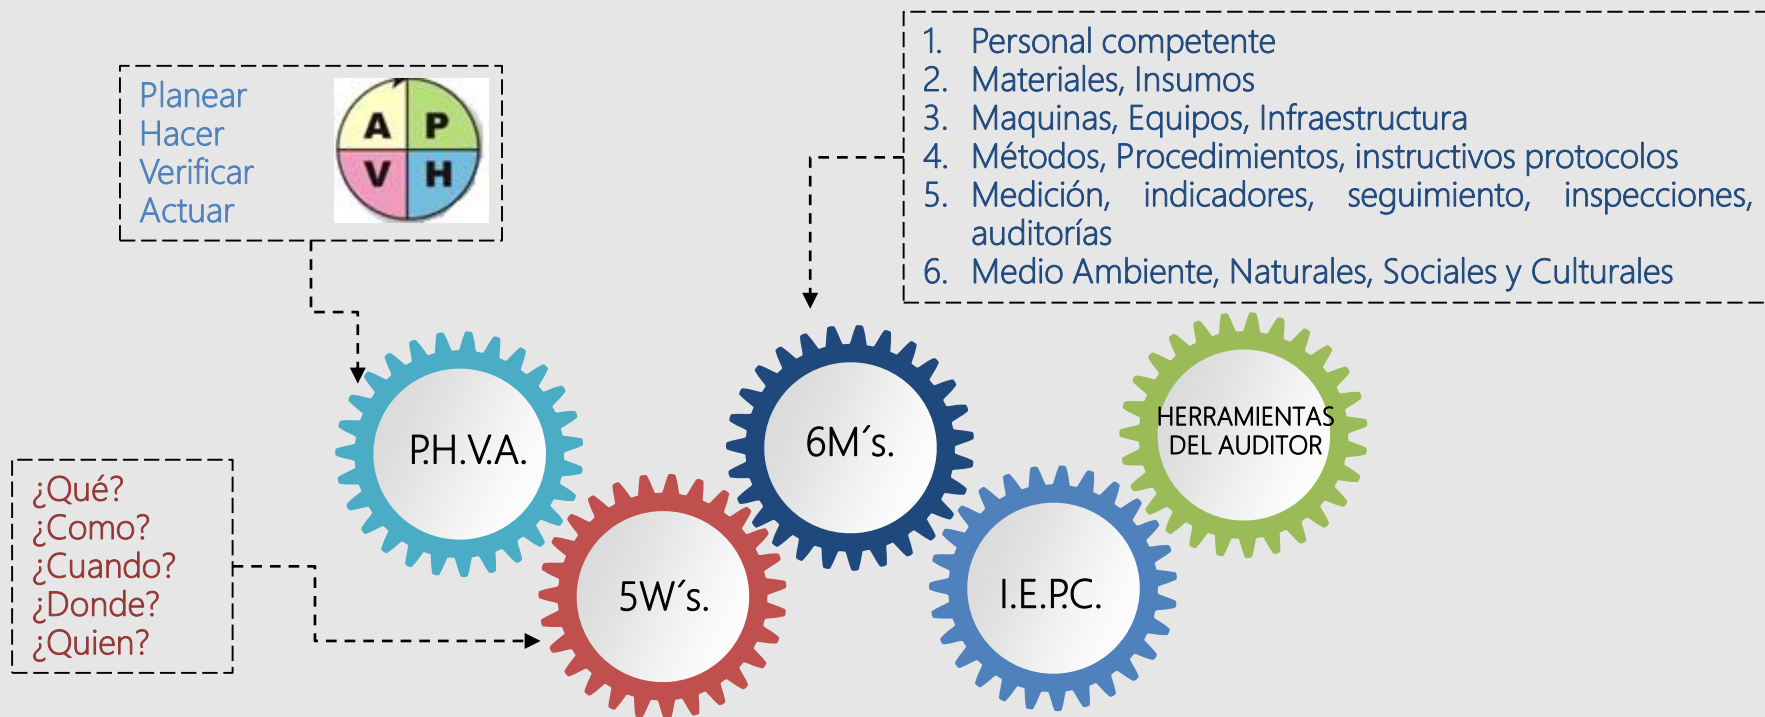 Planear
Hacer
Verificar
Actuar
A P
V H
1. Personal competente
2. Materiales, Insumos
3. Maquinas, Equipos, Infraestructura
4. Métodos, Procedimientos, instructivos protocolos
5. Medición, indicadores, seguimiento, inspecciones,
auditorías
6. Medio Ambiente, Naturales, Sociales y Culturales
P.H.V.A.
6M´s.
HERRAMIENTAS
DEL AUDITOR
¿Qué?
¿Como?
¿Cuando?
¿Donde?
¿Quien?
5W´s.
I.E.P.C.